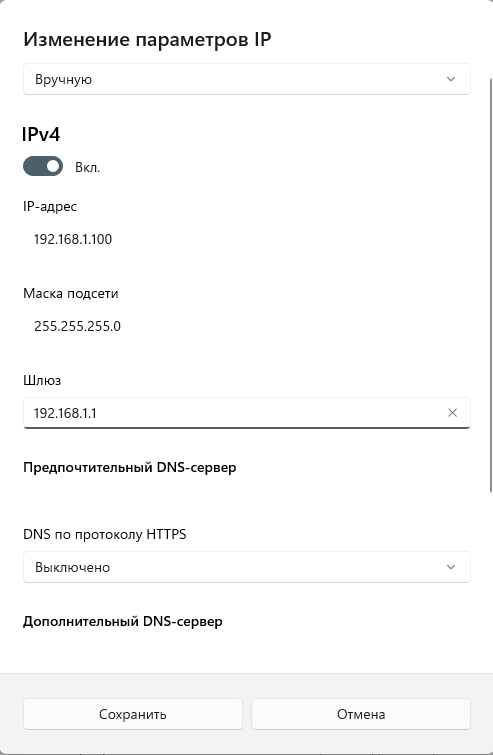 Изменение параметров IP
Вручную
IPv4
Вкл.
IP-адрес
192.168.1.100
Маска подсети
255.255.255.0
Шлюз
192.168.1.1
Предпочтительный DNS-сервер
DNS по протоколу HTTPS
Выключено
Дополнительный DNS-сервер
Сохранить Отмена